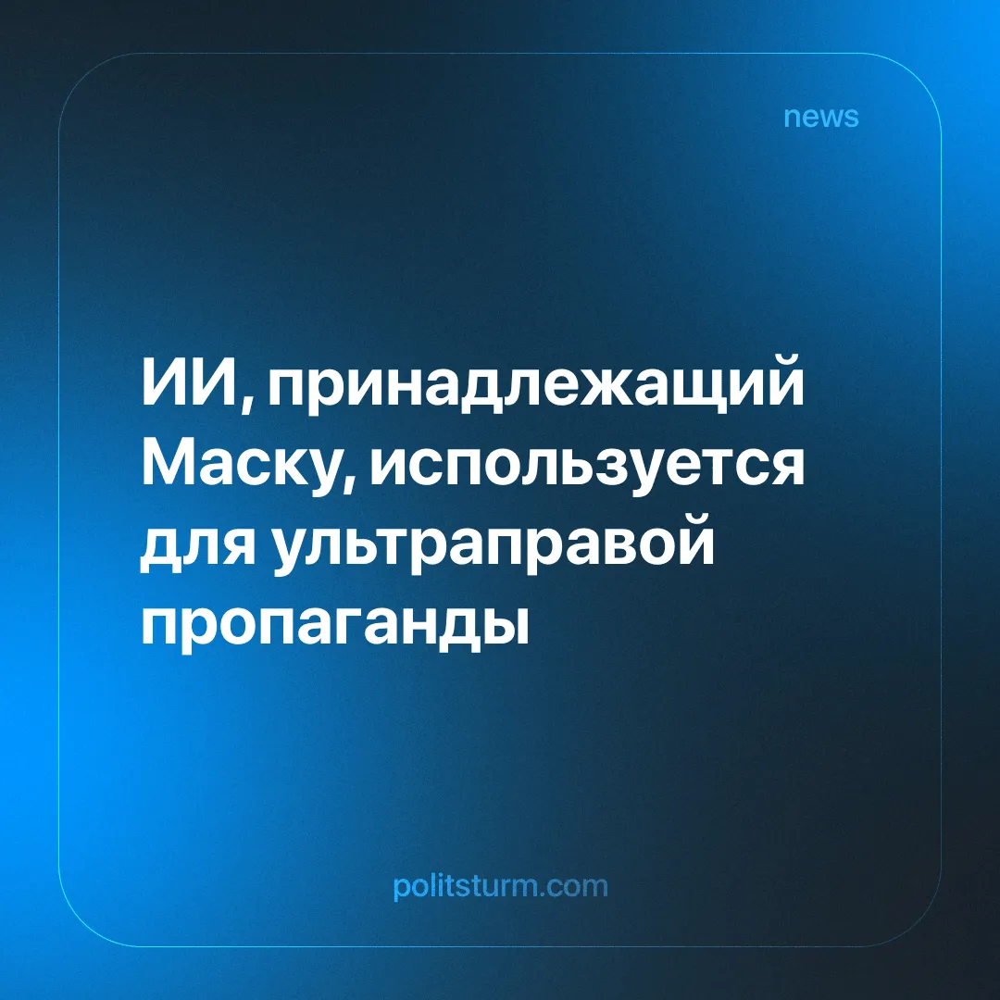 news
ИИ, принадлежащий
Маску, используется
для ультраправой
пропаганды
politsturm.com